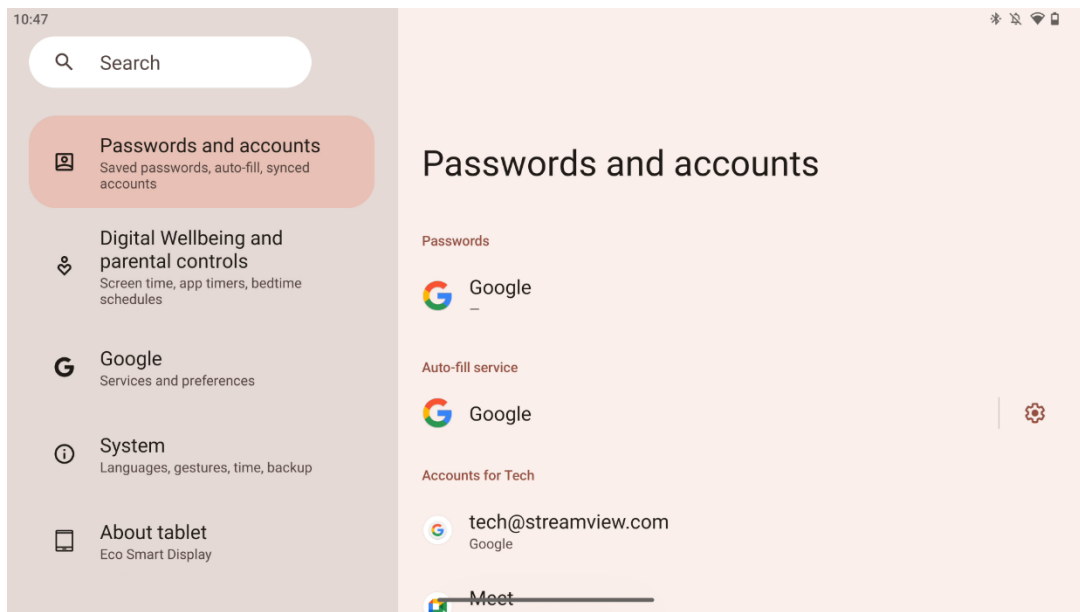 10:47
Search
Passwords and accounts
Saved passwords, auto-fill, synced
accounts
Digital Wellbeing and
parental controls
Screen time, app timers, bedtime
schedules
Google
Services and preferences
System
Languages, gestures, time, backup
About tablet
Eco Smart Display
Passwords and accounts
Passwords
Google
–
Auto-fill service
Google
Accounts for Tech
tech@streamview.com
Google
Meet